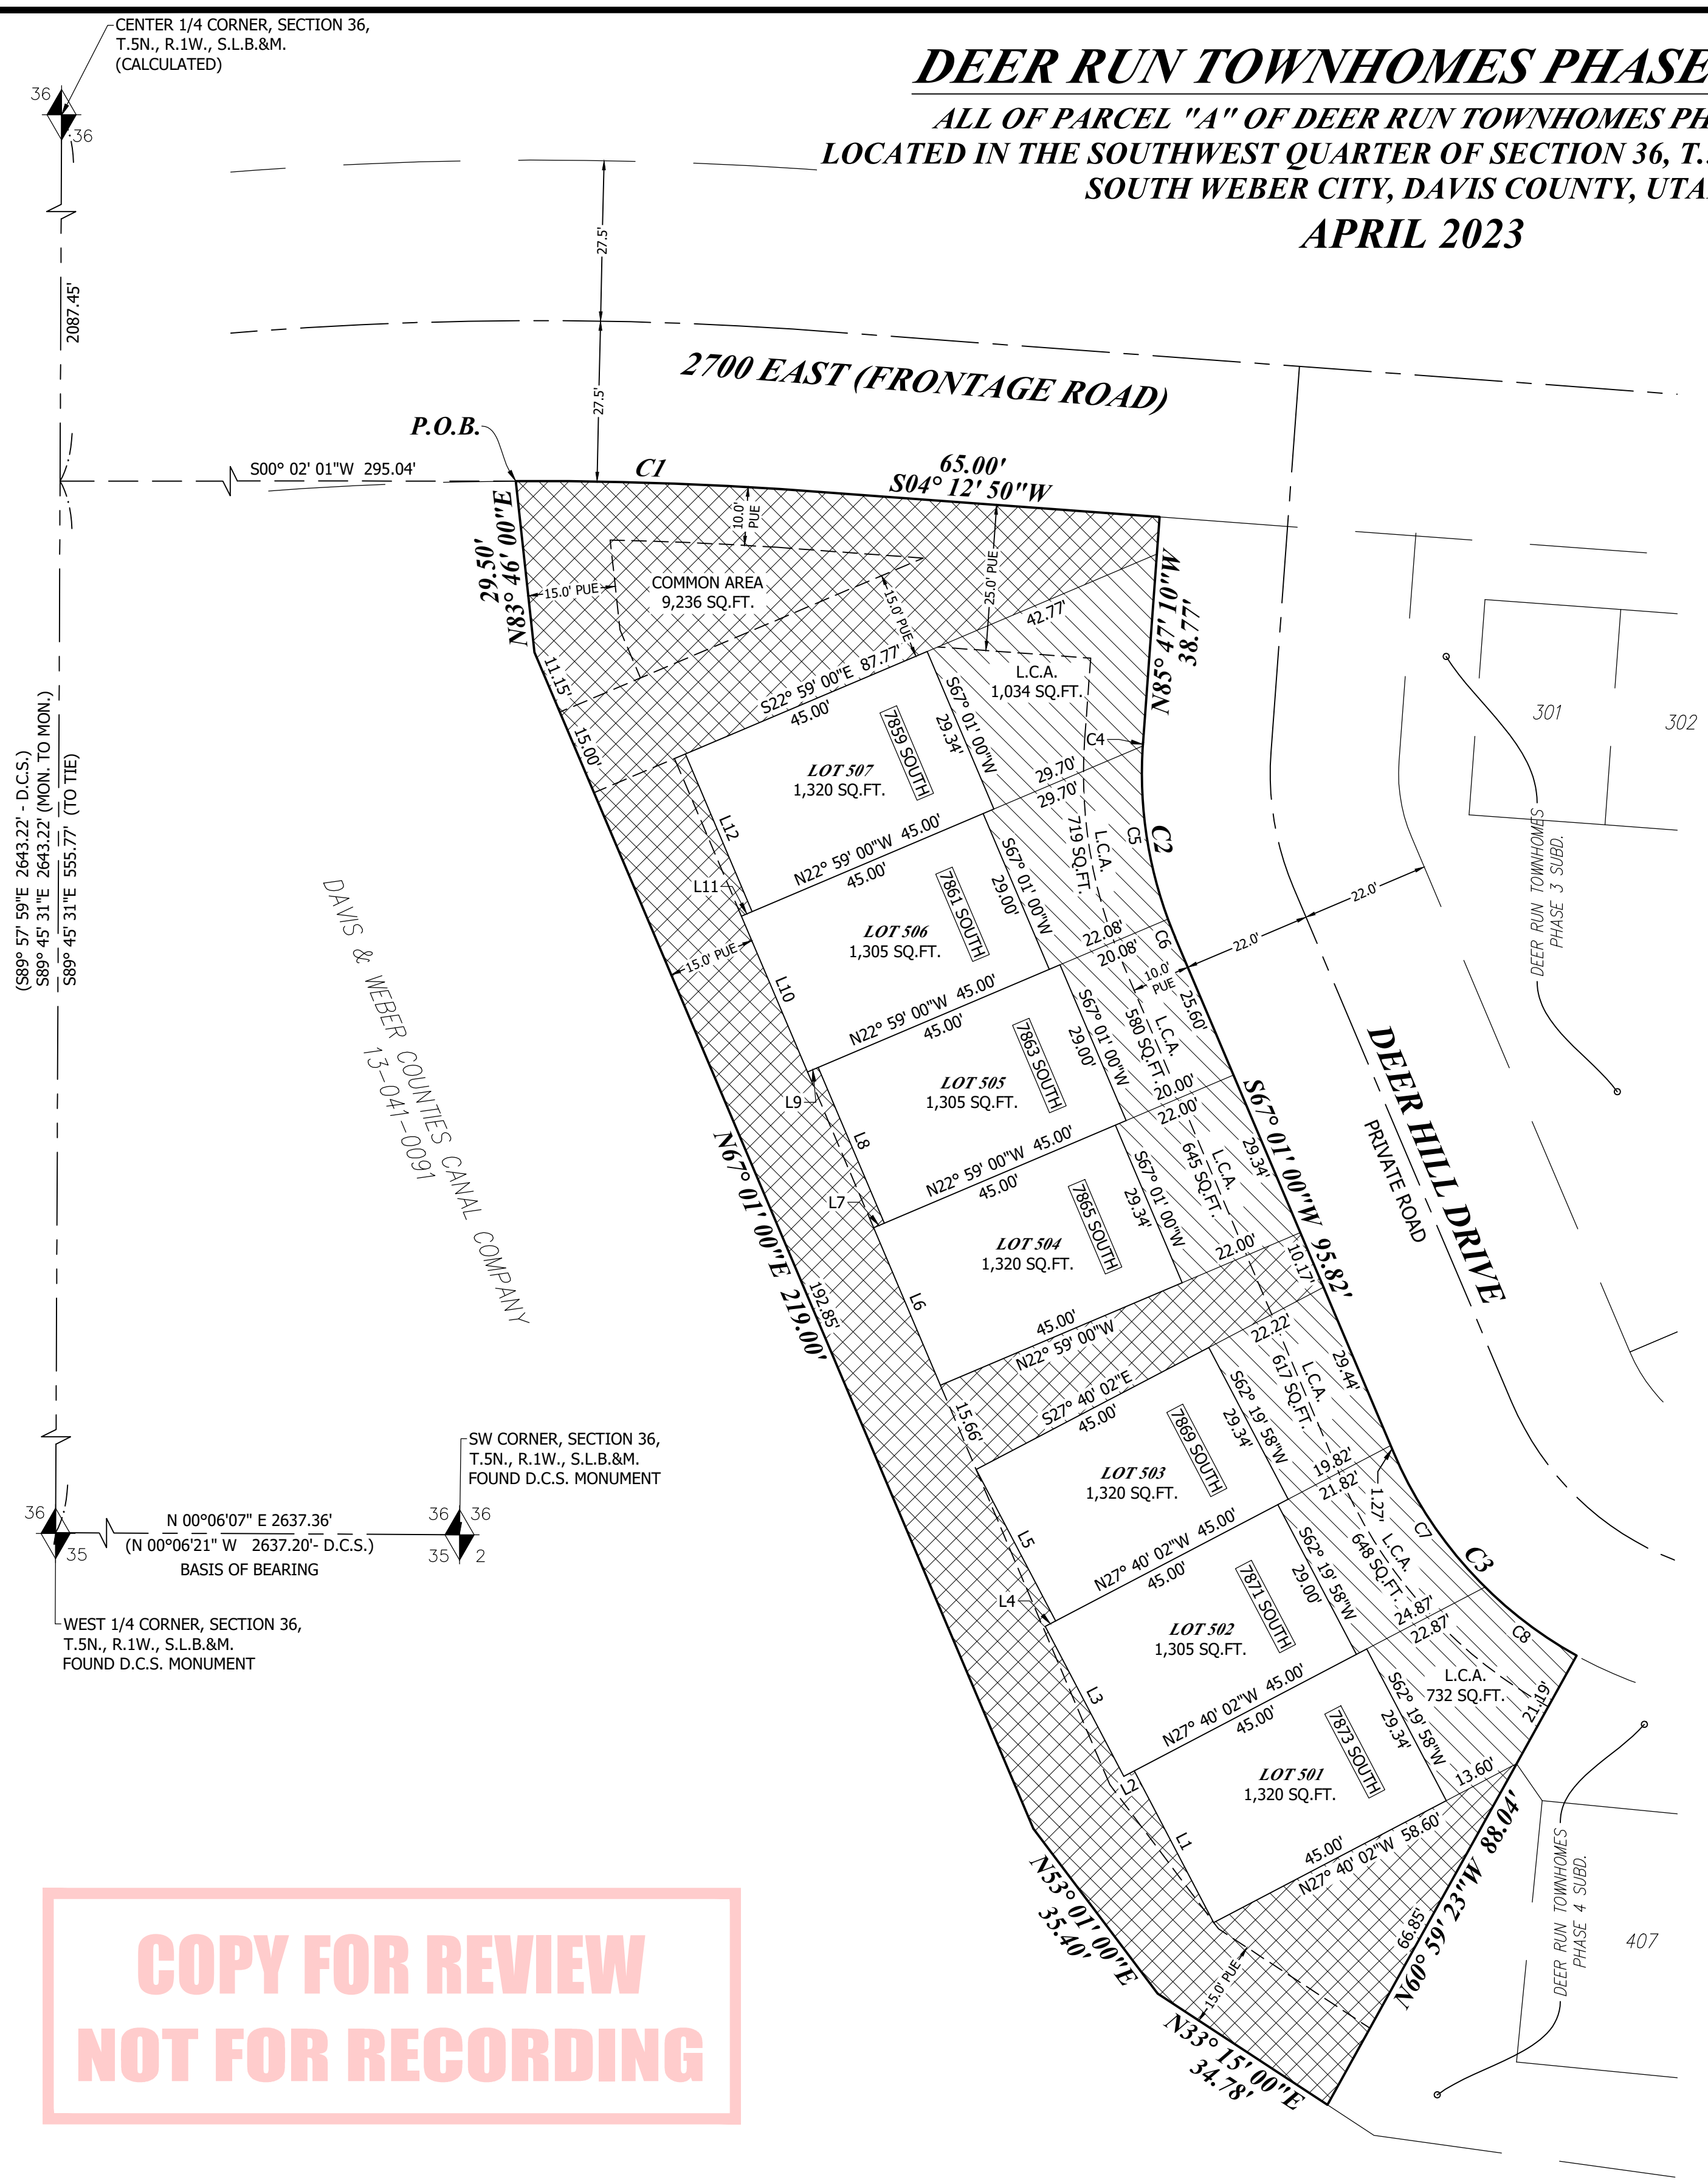 CENTER 1/4 CORNER, SECTION 36,
T.5N., R.1W., S.L.B.&M.
(CALCULATED)
36
36
DEER RUN TOWNHOMES PHASE
ALL OF PARCEL "A" OF DEER RUN TOWNHOMES PH
LOCATED IN THE SOUTHWEST QUARTER OF SECTION 36, T.
SOUTH WEBER CITY, DAVIS COUNTY, UTA
APRIL 2023
2087.45'
27.5'
27.5'
2700 EAST (FRONTAGE ROAD)
P.O.B.
S00° 02' 01"W 295.04'
C1
65.00'
S04° 12' 50"W
29.50'
N83° 46' 00"E
10.0'
PUE
COMMON AREA
9,236 SQ.FT.
15.0' PUE
15.0' PUE
25.0' PUE
42.77'
N85° 47' 10"W
38.77'
11.15'
15.00'
S22° 59' 00"E 87.77'
45.00'
L.C.A.
1,034 SQ.FT.
S67° 01' 00"W
29.34'
7859 SOUTH
LOT 507
1,320 SQ.FT.
C4
29.70'
29.70'
L12
L11
N22° 59' 00"W 45.00'
45.00'
L.C.A.
719 SQ.FT.
C5
C2
S67° 01' 00"W
29.00'
7861 SOUTH
LOT 506
1,305 SQ.FT.
22.08'
20.08'
C6
22.0'
22.0'
10.0'
PUE
15.0' PUE
L10
N22° 59' 00"W 45.00'
45.00'
25.60'
L.C.A.
580 SQ.FT.
S67° 01' 00"W
29.00'
7863 SOUTH
LOT 505
1,305 SQ.FT.
L9
L8
20.00'
22.00'
N22° 59' 00"W 45.00'
45.00'
L7
L.C.A.
645 SQ.FT.
29.34'
S67° 01' 00"W
29.34'
7865 SOUTH
LOT 504
1,320 SQ.FT.
L6
22.00'
10.17'
S67° 01' 00"W 95.82'
45.00'
N22° 59' 00"W
N67° 01' 00"E 219.00'
192.85'
15.66'
22.22'
S27° 40' 02"E
45.00'
L.C.A.
617 SQ.FT.
29.44'
S62° 19' 58"W
29.34'
7869 SOUTH
LOT 503
1,320 SQ.FT.
19.82'
21.82'
1.27'
L5
L4
N27° 40' 02"W 45.00'
45.00'
L.C.A.
648 SQ.FT.
C7
C3
S62° 19' 58"W
29.00'
7871 SOUTH
LOT 502
1,305 SQ.FT.
24.87'
22.87'
C8
L3
N27° 40' 02"W 45.00'
45.00'
L2
L.C.A.
732 SQ.FT.
21.19'
S62° 19' 58"W
29.34'
7873 SOUTH
LOT 501
1,320 SQ.FT.
13.60'
L1
45.00'
N27° 40' 02"W 58.60'
N53° 01' 00"E
35.40'
15.0' PUE
66.85'
N60° 59' 23"W 88.04'
N33° 15' 00"E
34.78'
DEER HILL DRIVE
PRIVATE ROAD
301
302
DEER RUN TOWNHOMES
PHASE 3 SUBD.
DEER RUN TOWNHOMES
PHASE 4 SUBD.
407
(S89° 57' 59"E 2643.22' - D.C.S.)
S89° 45' 31"E 2643.22' (MON. TO MON.)
S89° 45' 31"E 555.77' (TO TIE)
DAVIS & WEBER COUNTIES CANAL COMPANY
13-041-0091
SW CORNER, SECTION 36,
T.5N., R.1W., S.L.B.&M.
FOUND D.C.S. MONUMENT
36
35
N 00°06'07" E 2637.36'
(N 00°06'21" W 2637.20'- D.C.S.)
BASIS OF BEARING
36 36
35 2
WEST 1/4 CORNER, SECTION 36,
T.5N., R.1W., S.L.B.&M.
FOUND D.C.S. MONUMENT
COPY FOR REVIEW
NOT FOR RECORDING